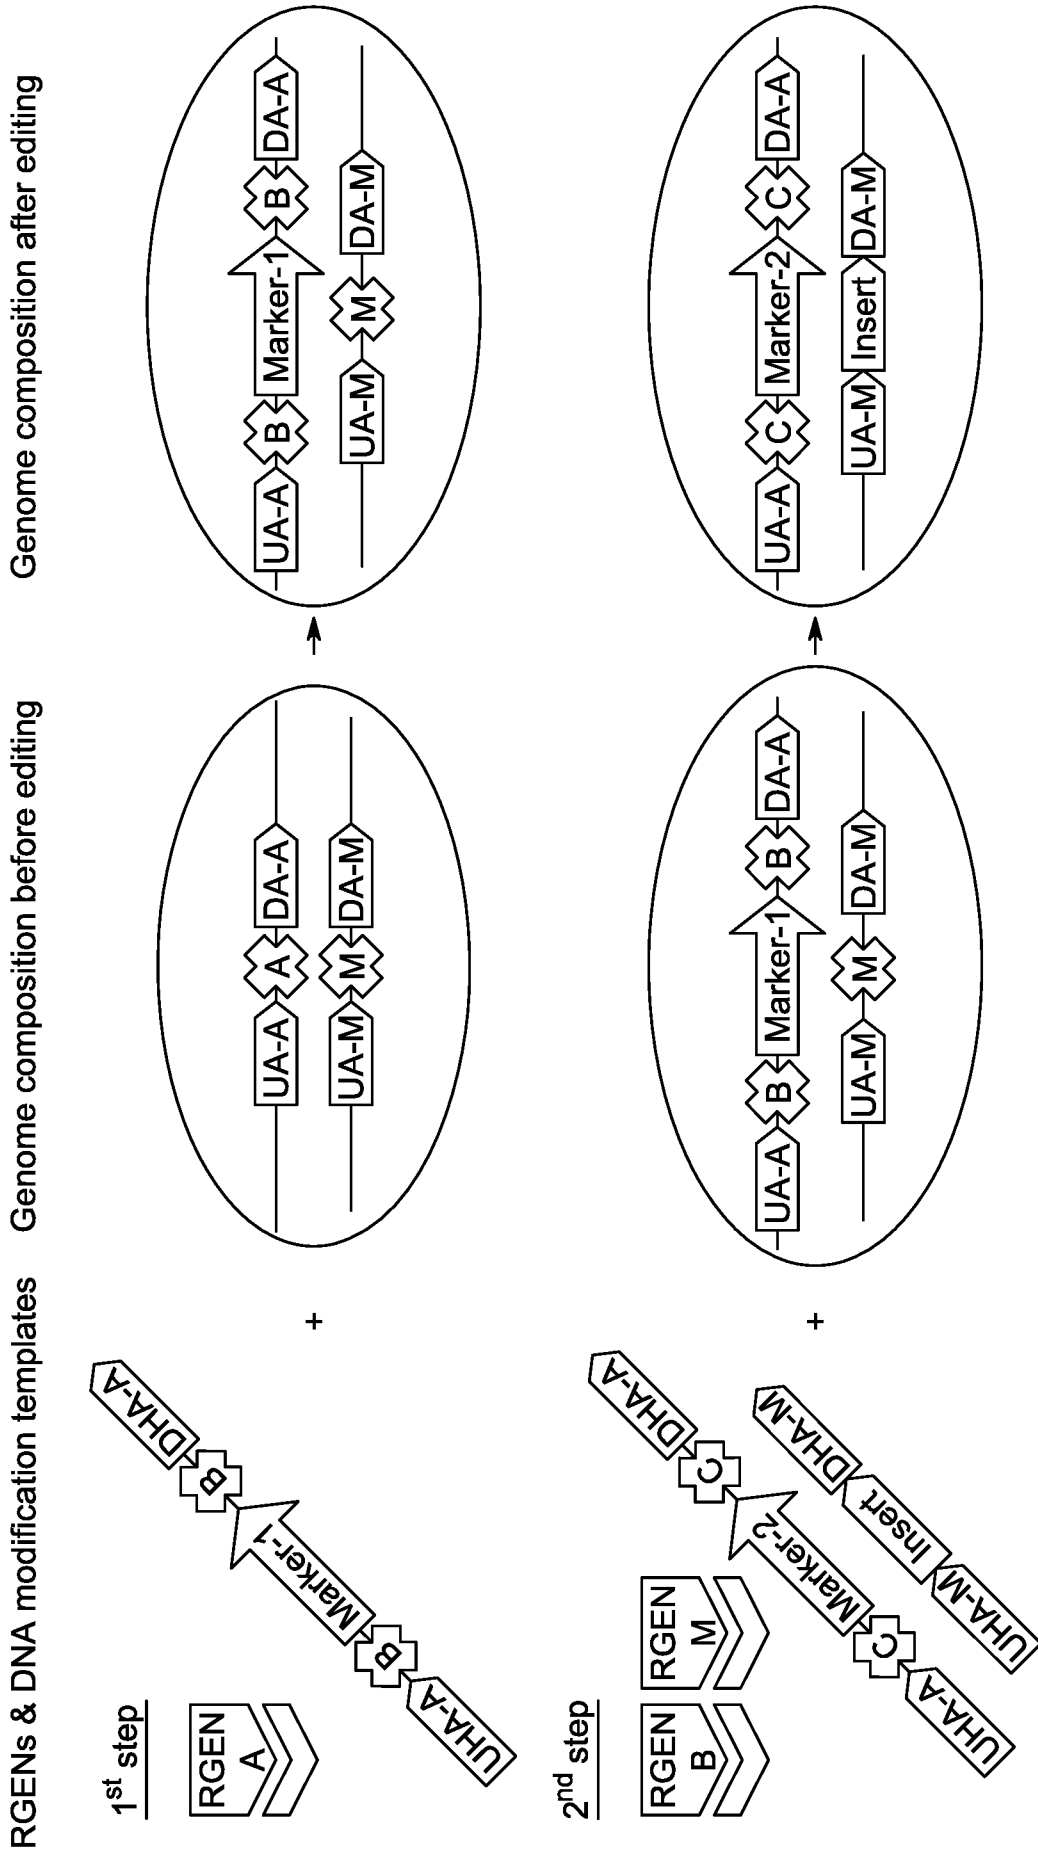 RGENs & DNA modification templates
Genome composition before editing
Genome composition after editing
1st step
RGEN
A
UHA-A
B
Marker-1
B
DHA-A
+
UA-A
A
DA-A
UA-M
M
DA-M
UA-A
B
Marker-1
B
DA-A
UA-M
M
DA-M
2nd step
RGEN
B
RGEN
M
UHA-A
C
Marker-2
C
DHA-A
UHA-M
Insert
DHA-M
+
UA-A
B
Marker-1
B
DA-A
UA-M
M
DA-M
UA-A
C
Marker-2
C
DA-A
UA-M
Insert
DA-M